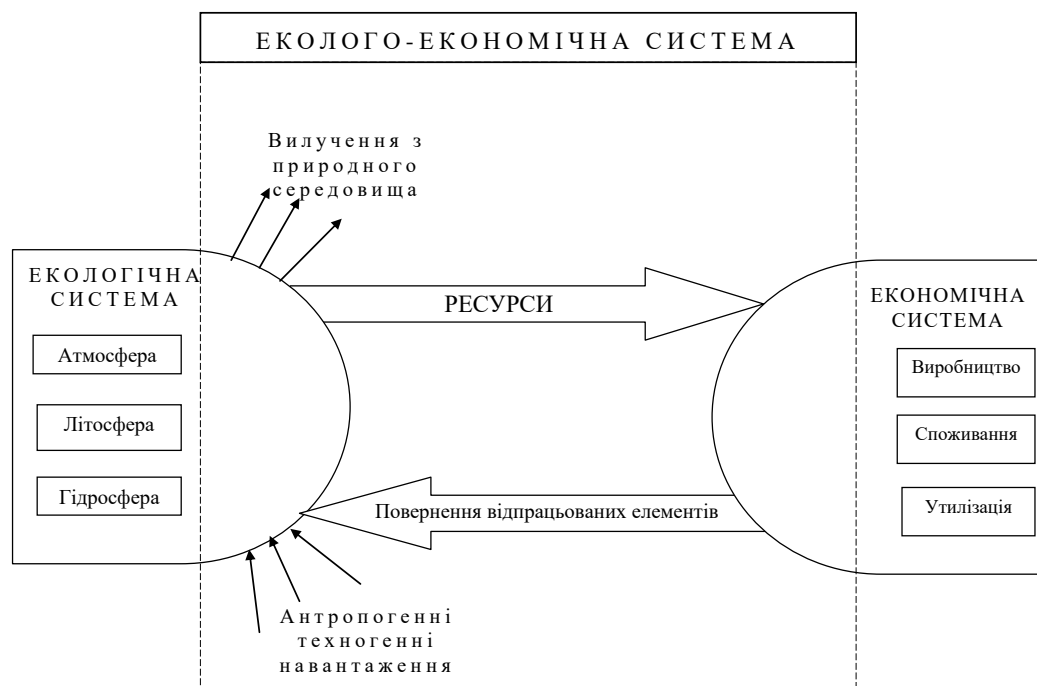 ЕКОЛОГО-ЕКОНОМІЧНА СИСТЕМА
Вилучення з
природного
середовища
ЕКОЛОГІЧНА
СИСТЕМА
Атмосфера
Літосфера
Гідросфера
РЕСУРСИ
Повернення відпрацьованих елементів
ЕКОНОМІЧНА
СИСТЕМА
Виробництво
Споживання
Утилізація
Антропогенні
техногенні
навантаження